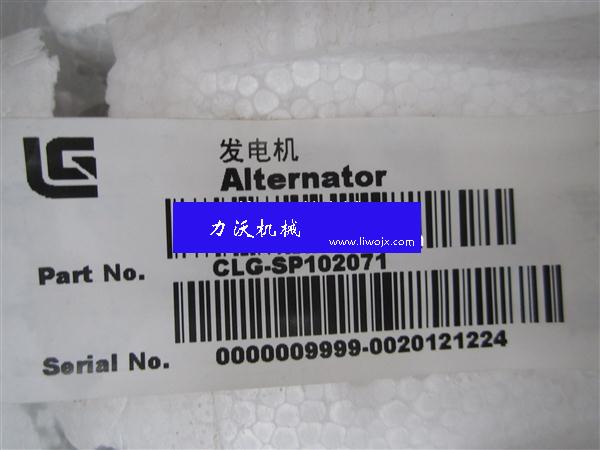 LG
发电机
Alternator
力沃机械
www.liwojx.com
Part No.
CLG-SP102071
Serial No.
0000009999-0020121224